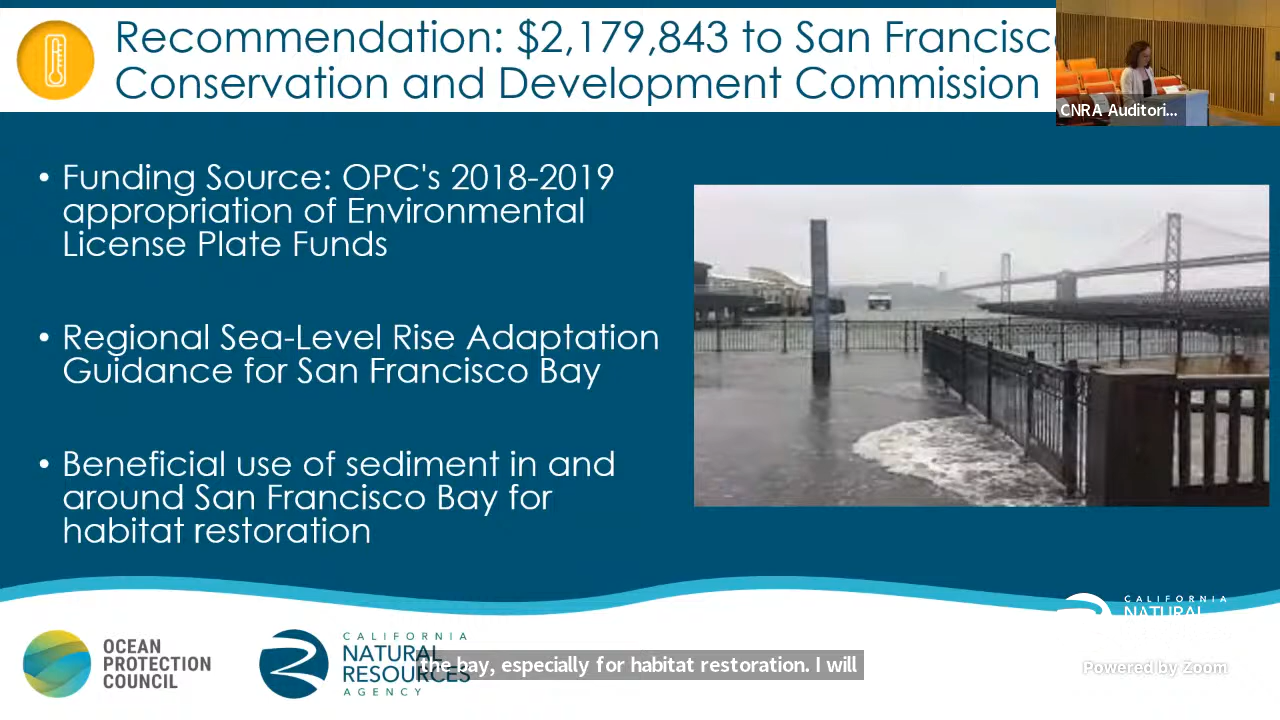 Recommendation: $2,179,843 to San Francisc
Conservation and Development Commission
CNRA Auditori...
• Funding Source: OPC's 2018-2019
appropriation of Environmental
License Plate Funds
• Regional Sea-Level Rise Adaptation
Guidance for San Francisco Bay
• Beneficial use of sediment in and
around San Francisco Bay for
habitat restoration
OCEAN
PROTECTION
COUNCIL
CALIFORNIA
NATURAL
RESOURCES
AGENCY
the bay, especially for habitat restoration. I will
CALIFORNIA
NATURAL
Powered by Zoom